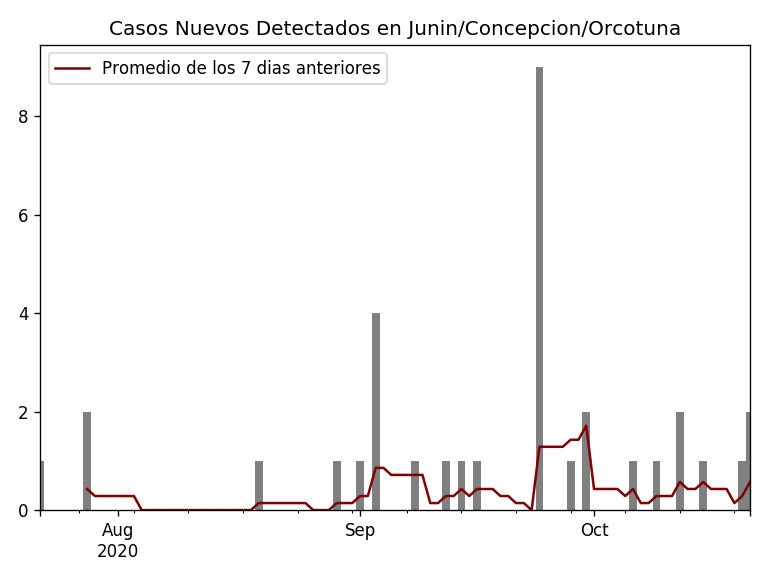 Casos Nuevos Detectados en Junin/Concepcion/Orcotuna
Promedio de los 7 dias anteriores
8
6
4
2
0
Aug Sep Oct
2020